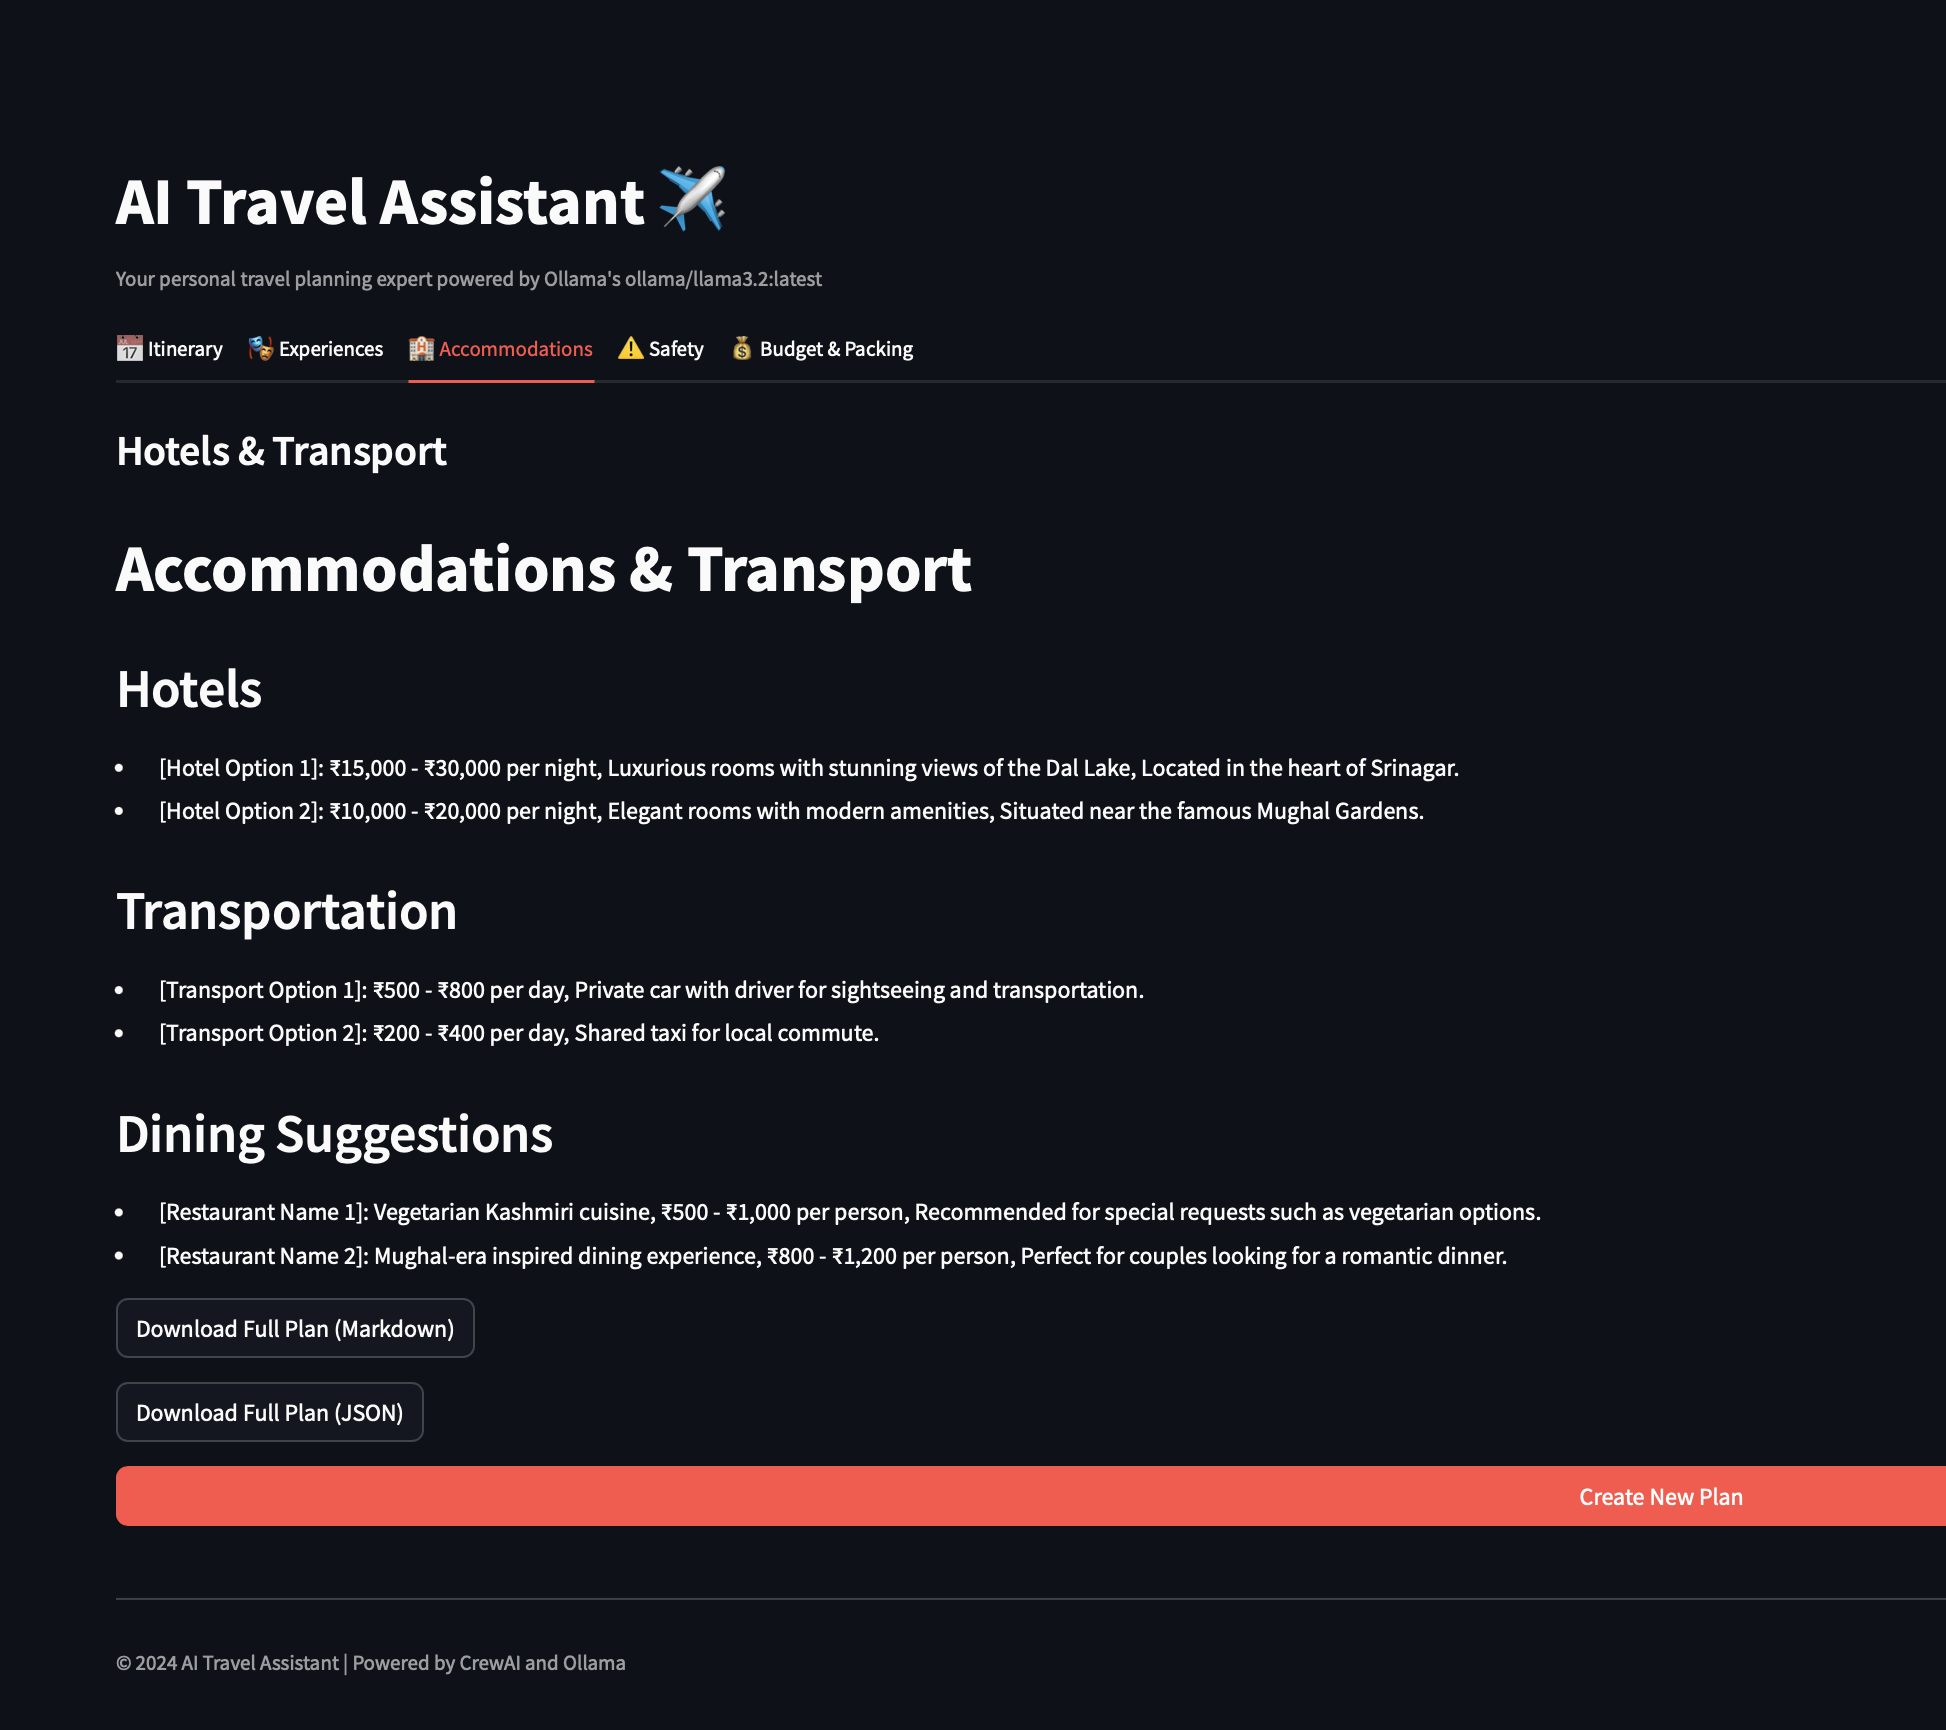 AI Travel Assistant ✈️
Your personal travel planning expert powered by Ollama's ollama/llama3.2:latest
📅 Itinerary 🎭 Experiences 🏨 Accommodations ⚠️ Safety 💰 Budget & Packing
Hotels & Transport
Accommodations & Transport
Hotels
• [Hotel Option 1]: ₹15,000 - ₹30,000 per night, Luxurious rooms with stunning views of the Dal Lake, Located in the heart of Srinagar.
• [Hotel Option 2]: ₹10,000 - ₹20,000 per night, Elegant rooms with modern amenities, Situated near the famous Mughal Gardens.
Transportation
• [Transport Option 1]: ₹500 - ₹800 per day, Private car with driver for sightseeing and transportation.
• [Transport Option 2]: ₹200 - ₹400 per day, Shared taxi for local commute.
Dining Suggestions
• [Restaurant Name 1]: Vegetarian Kashmiri cuisine, ₹500 - ₹1,000 per person, Recommended for special requests such as vegetarian options.
• [Restaurant Name 2]: Mughal-era inspired dining experience, ₹800 - ₹1,200 per person, Perfect for couples looking for a romantic dinner.
Download Full Plan (Markdown)
Download Full Plan (JSON)
Create New Plan
© 2024 AI Travel Assistant | Powered by CrewAI and Ollama